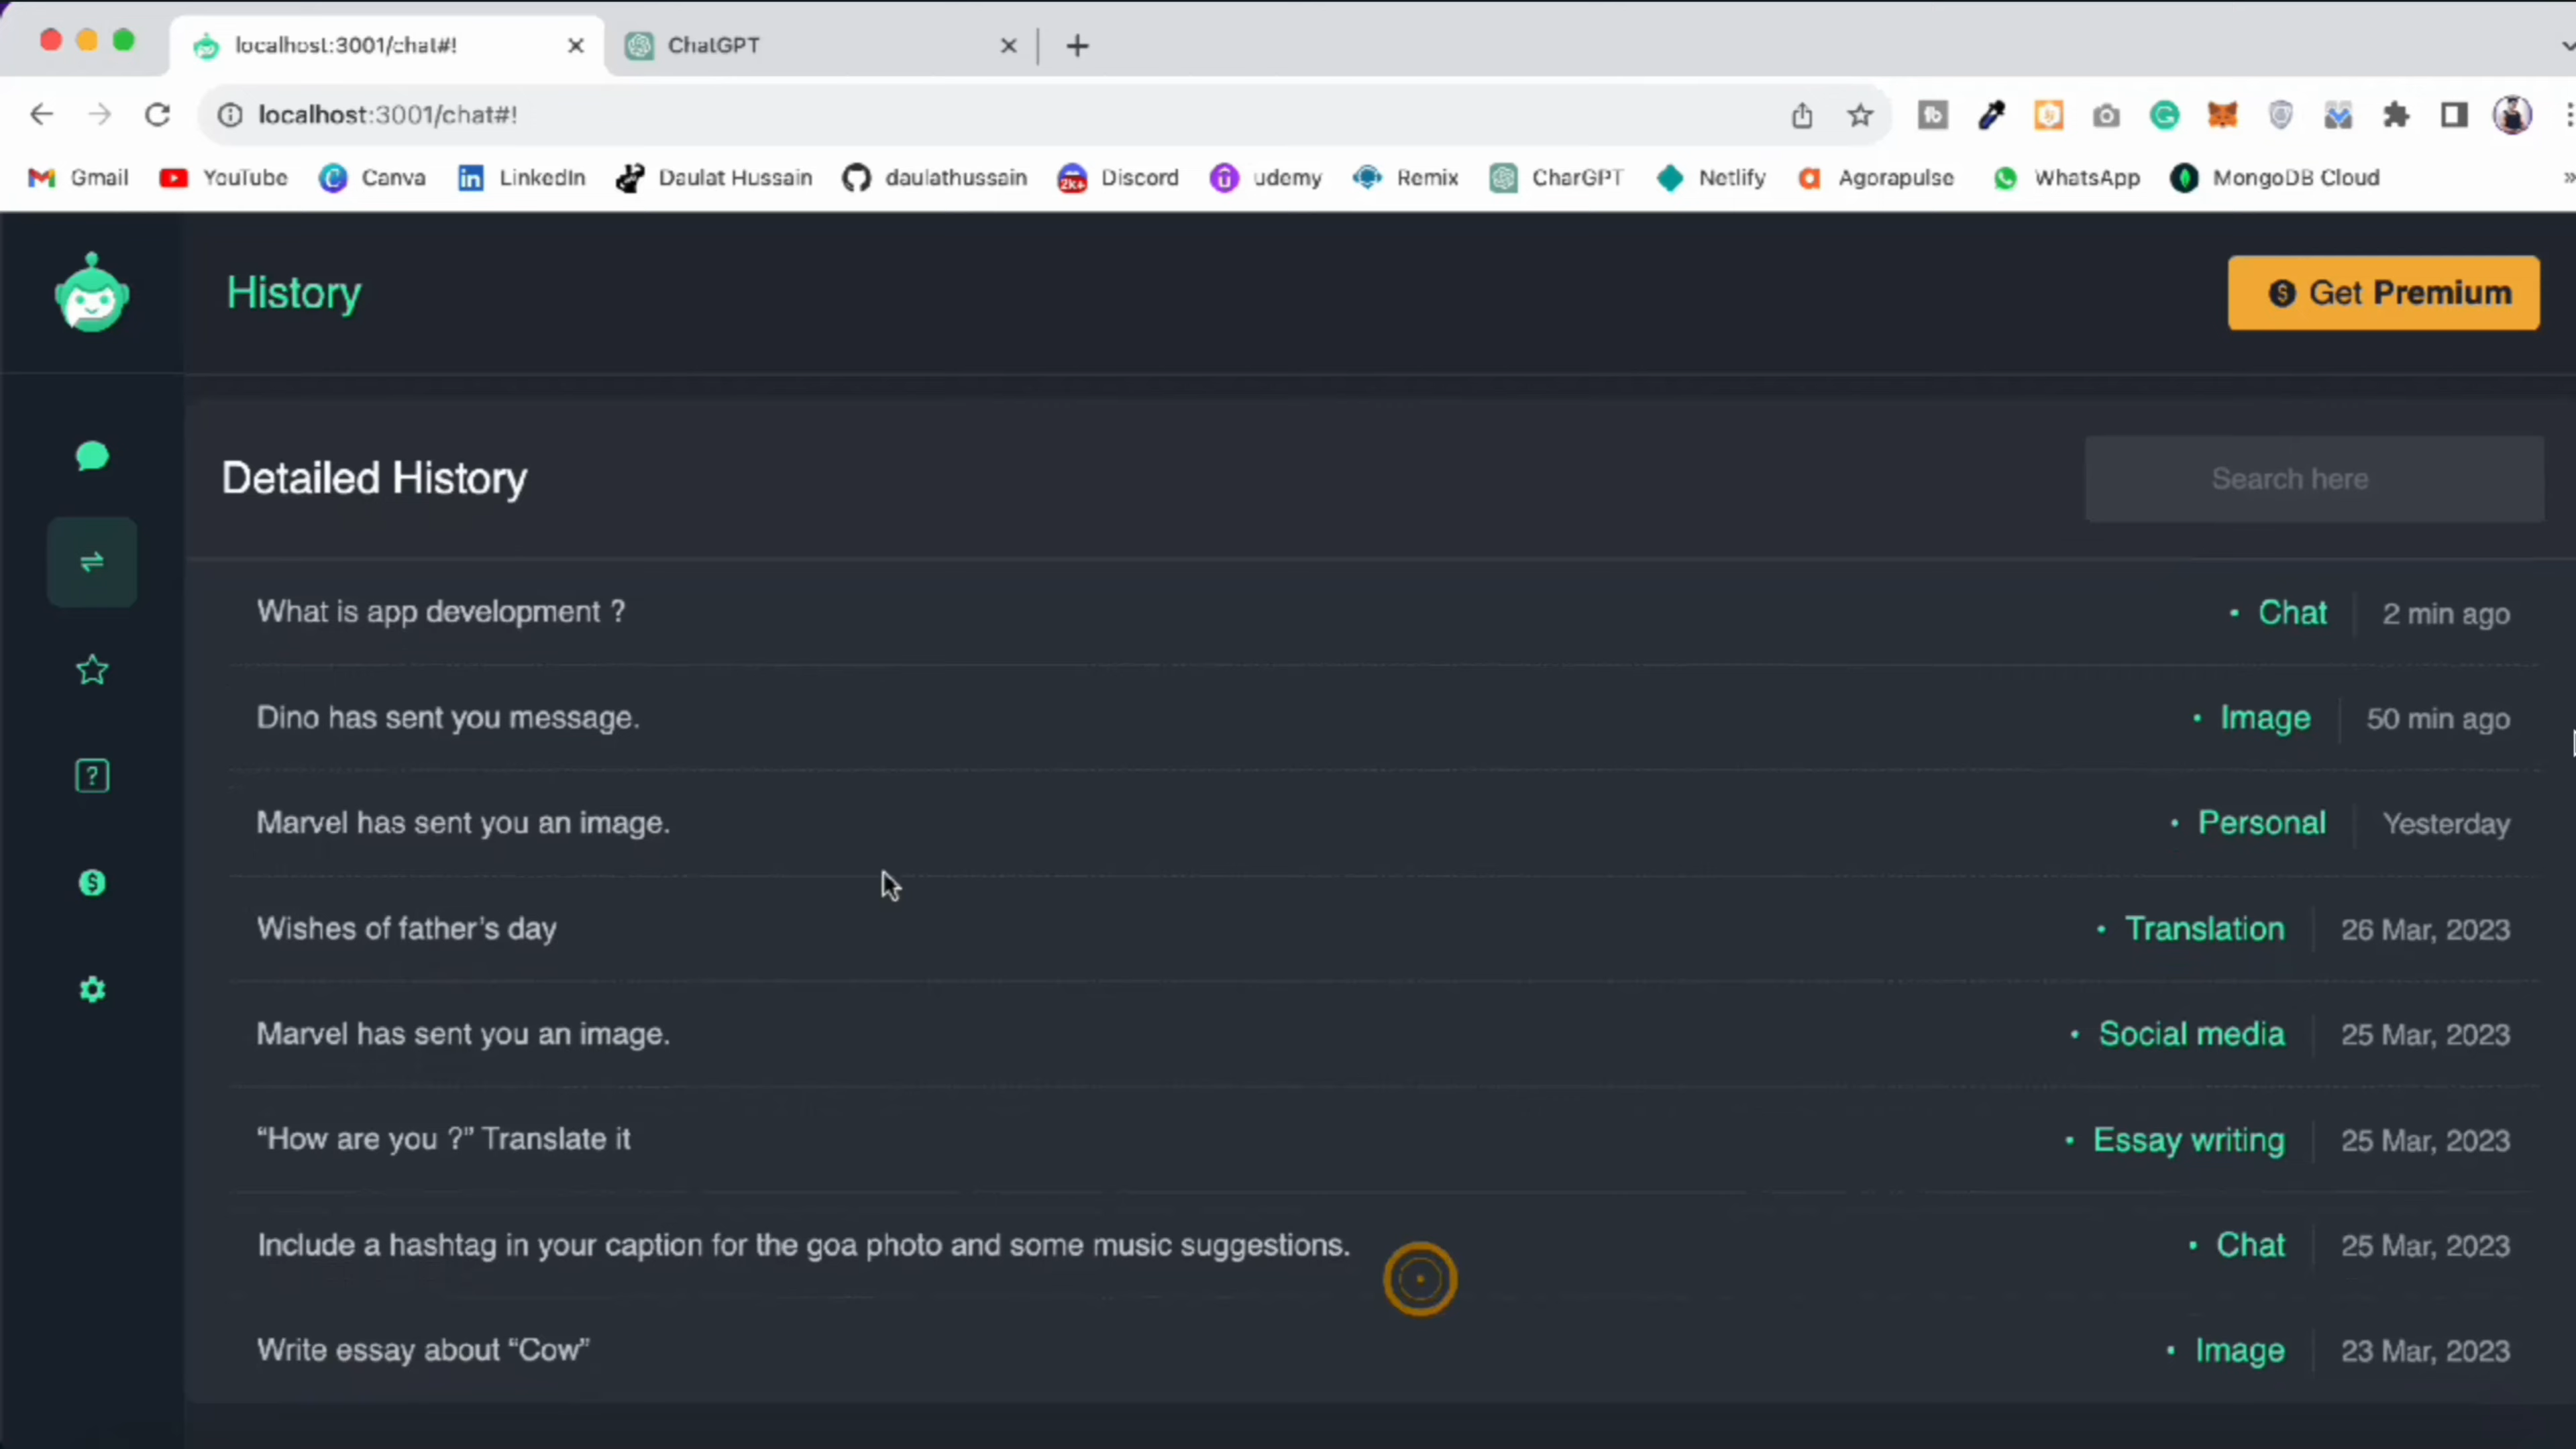 localhost:3001/chat#!
ChatGPT
localhost:3001/chat#!
Gmail YouTube Canva LinkedIn Daulat Hussain daulathussain 2k+ Discord udemy Remix CharGPT Netlify Agorapulse WhatsApp MongoDB Cloud
History
Get Premium
Detailed History
Search here
What is app development ? • Chat 2 min ago
Dino has sent you message. • Image 50 min ago
Marvel has sent you an image. • Personal Yesterday
Wishes of father’s day • Translation 26 Mar, 2023
Marvel has sent you an image. • Social media 25 Mar, 2023
“How are you ?” Translate it • Essay writing 25 Mar, 2023
Include a hashtag in your caption for the goa photo and some music suggestions. • Chat 25 Mar, 2023
Write essay about “Cow” • Image 23 Mar, 2023